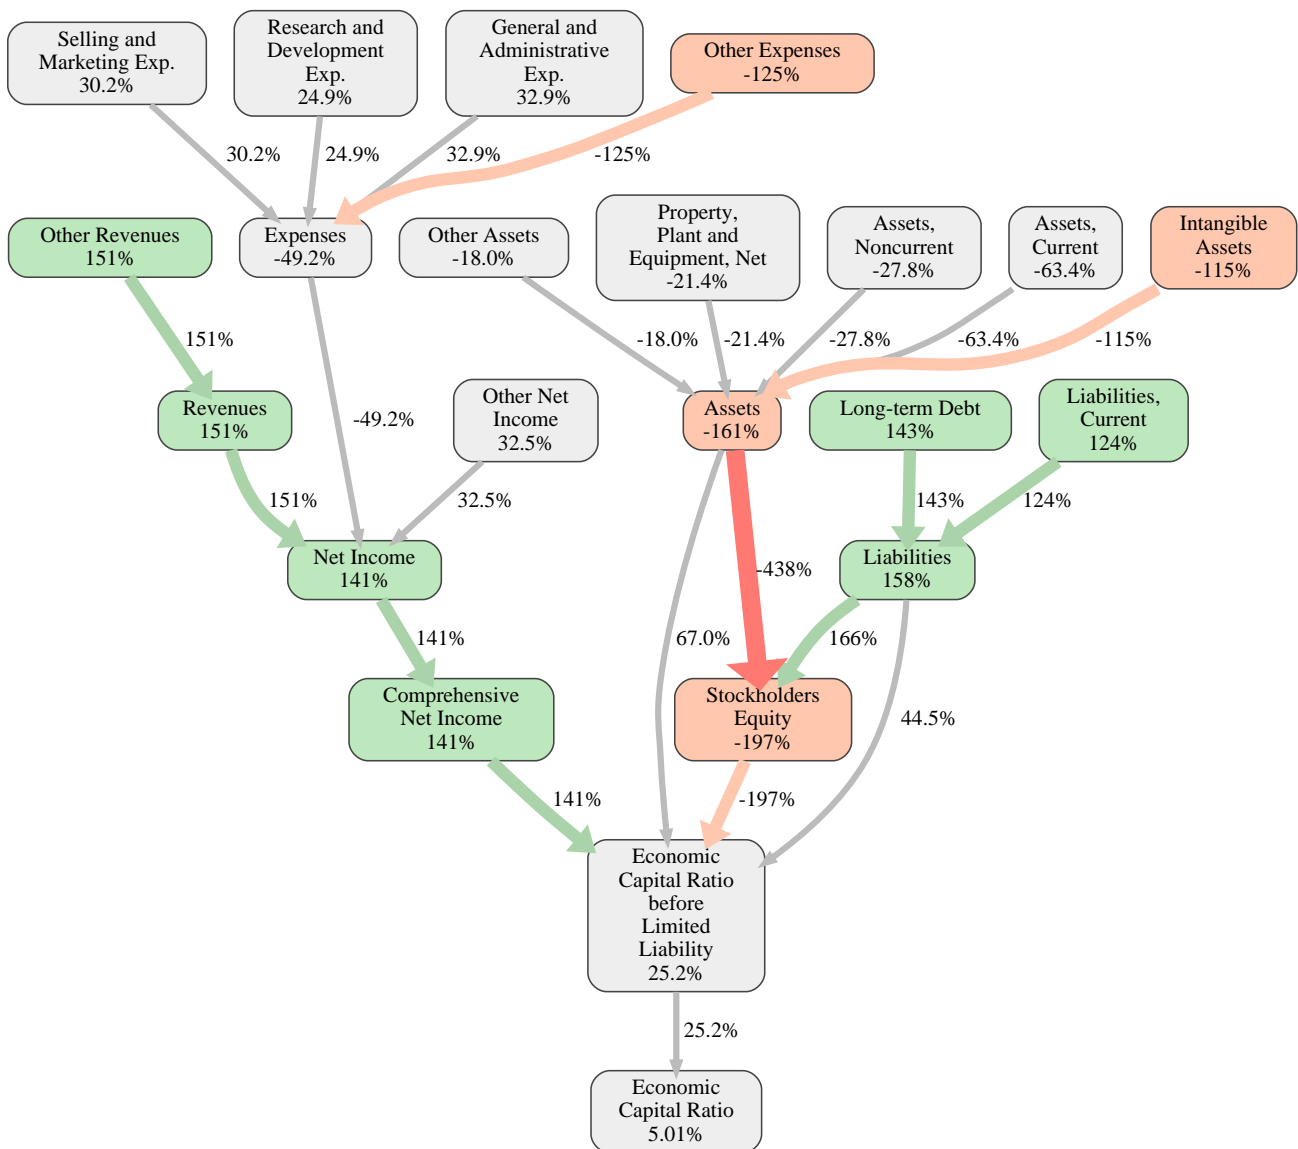 Selling and
Marketing Exp.
30.2%
Research and
Development
Exp.
24.9%
General and
Administrative
Exp.
32.9%
Other Expenses
-125%
30.2%
24.9%
32.9%
-125%
Other Revenues
151%
Expenses
-49.2%
Other Assets
-18.0%
Property,
Plant and
Equipment, Net
-21.4%
Assets,
Noncurrent
-27.8%
Assets,
Current
-63.4%
Intangible
Assets
-115%
151%
-49.2%
-18.0%
-21.4%
-27.8%
-63.4%
-115%
Revenues
151%
Other Net
Income
32.5%
Assets
-161%
Long-term Debt
143%
Liabilities,
Current
124%
151%
32.5%
-438%
143%
124%
Net Income
141%
Liabilities
158%
141%
67.0%
166%
44.5%
Comprehensive
Net Income
141%
Stockholders
Equity
-197%
141%
-197%
Economic
Capital Ratio
before
Limited
Liability
25.2%
25.2%
Economic
Capital Ratio
5.01%